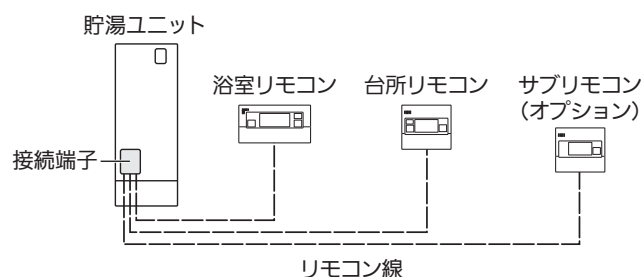 貯湯ユニット
浴室リモコン
台所リモコン
サブリモコン
（オプション）
接続端子
リモコン線